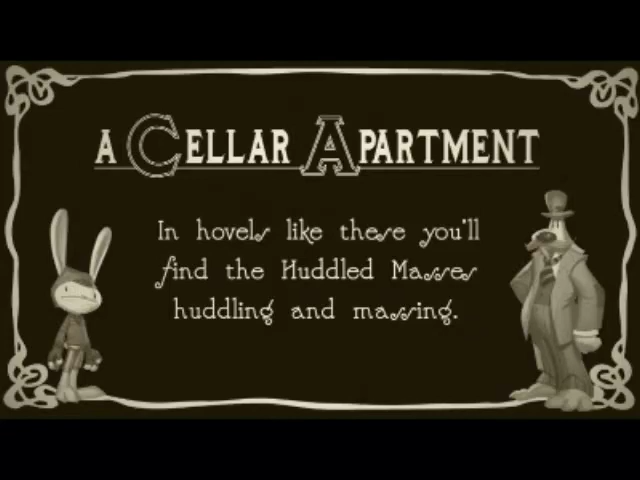 A CELLAR APARTMENT
In hovels like these you'll
find the Huddled Masses
huddling and massing.